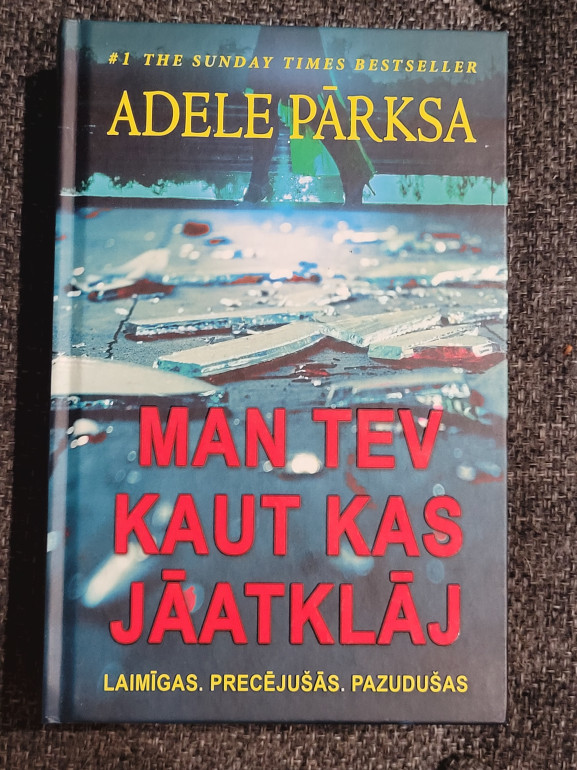 #1 THE SUNDAY TIMES BESTSELLER
ADELE PĀRKSA
MAN TEV
KAUT KAS
JĀATKLĀJ
LAIMĪGAS. PRECĒJUŠĀS. PAZUDUŠAS